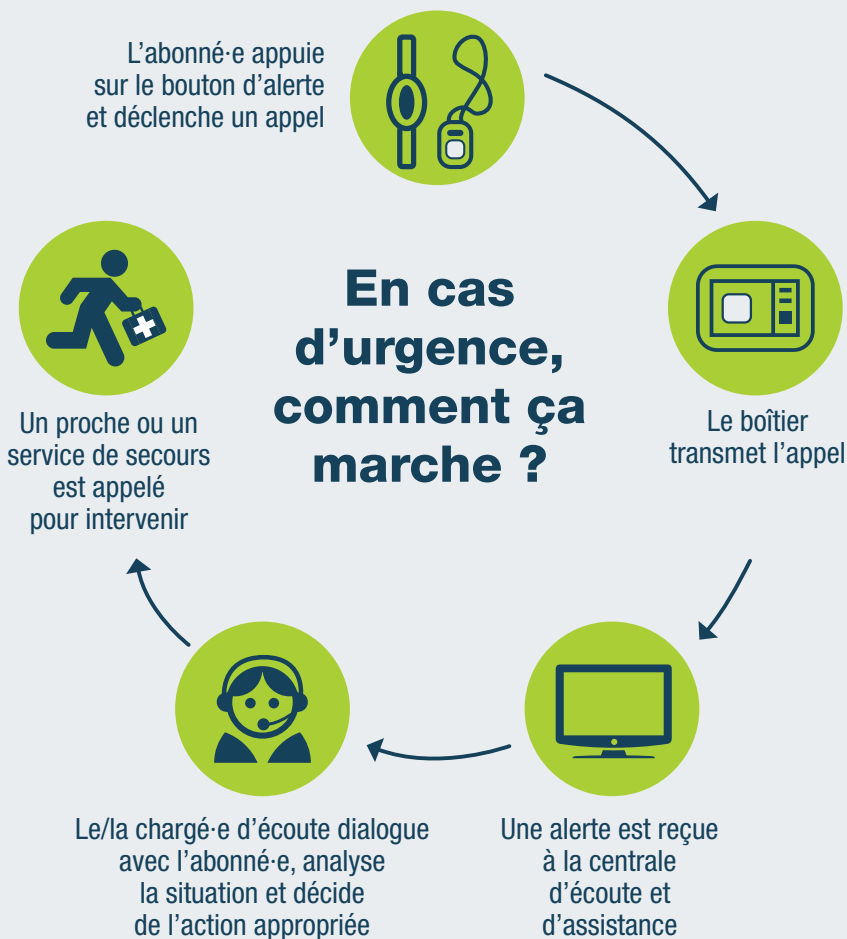 L’abonné·e appuie
sur le bouton d’alerte
et déclenche un appel
En cas
d’urgence,
comment ça
marche ?
Le boîtier
transmet l’appel
Une alerte est reçue
à la centrale
d’écoute et
d’assistance
Le/la chargé·e d’écoute dialogue
avec l’abonné·e, analyse
la situation et décide
de l’action appropriée
Un proche ou un
service de secours
est appelé
pour intervenir